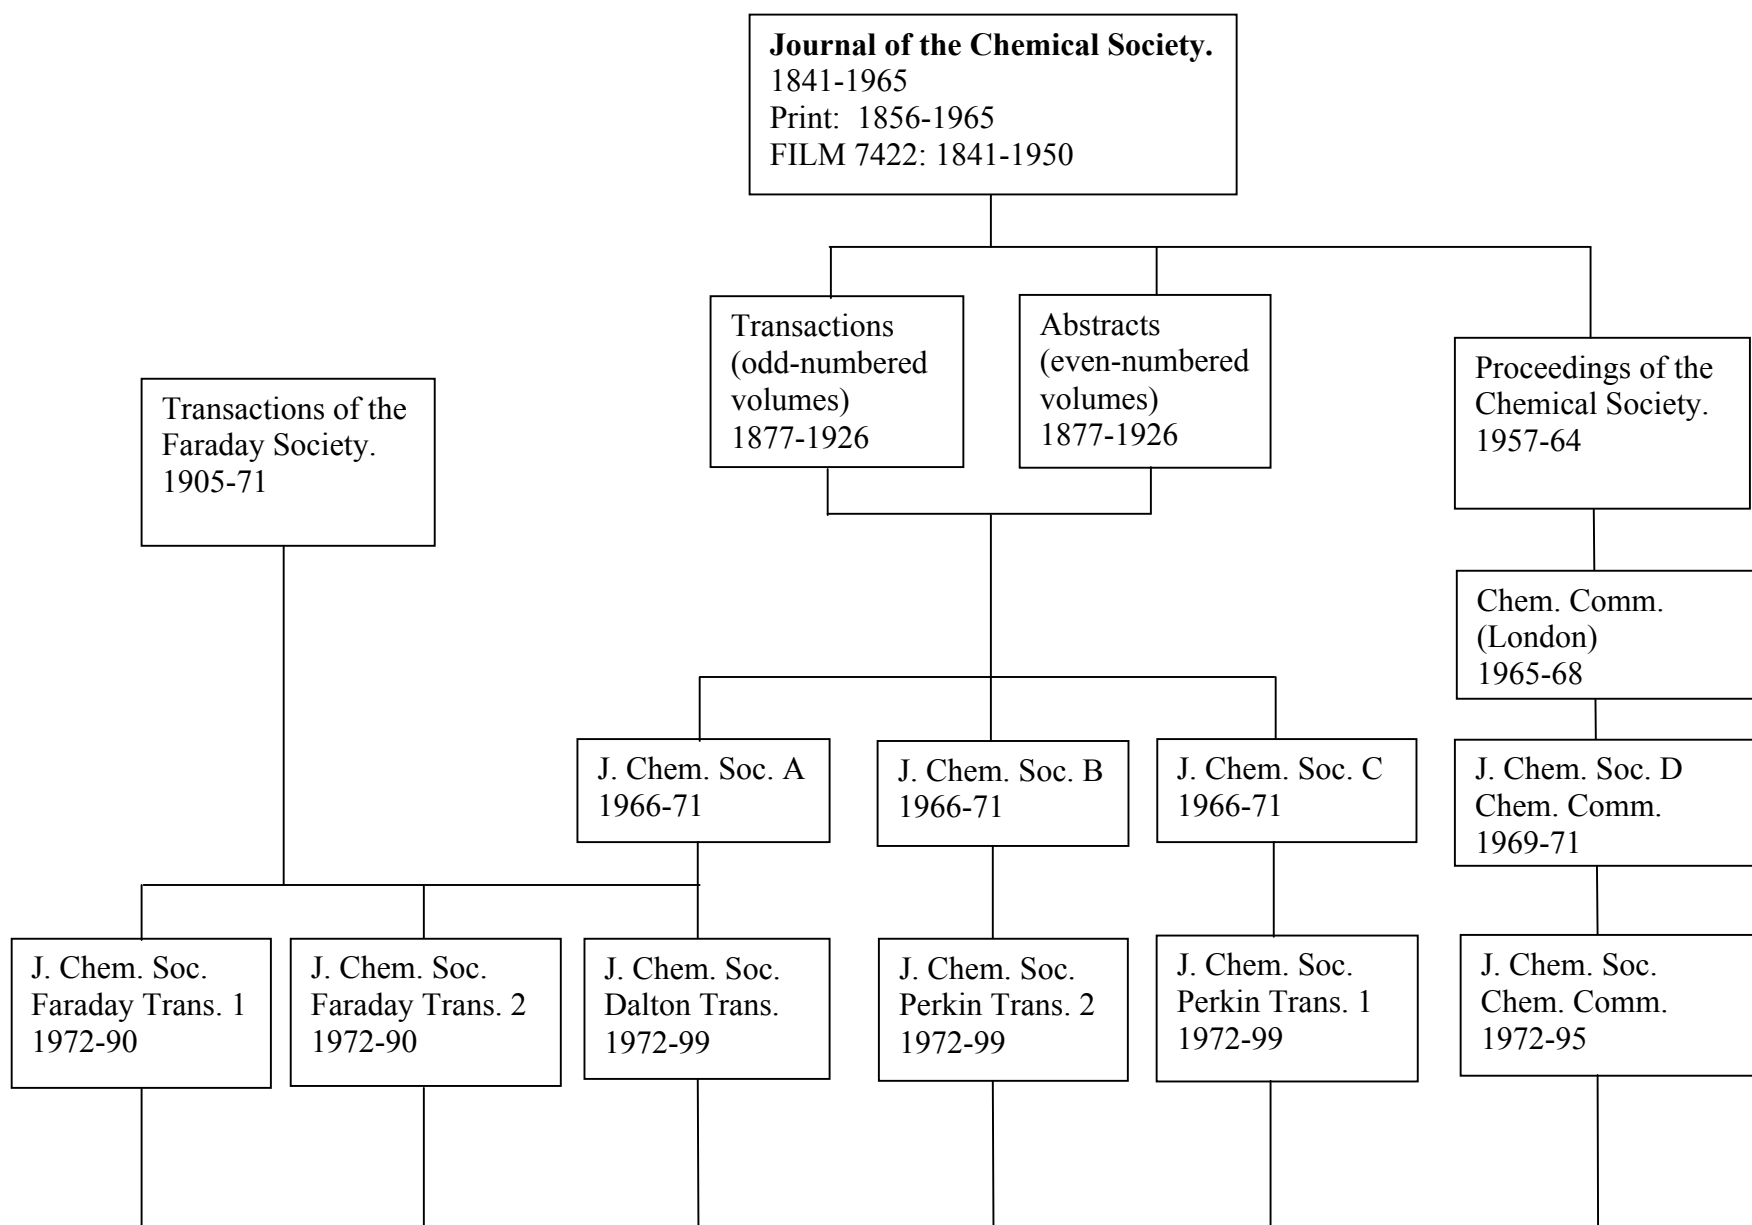 Journal of the Chemical Society.
1841-1965
Print:  1856-1965
FILM 7422: 1841-1950
Transactions
(odd-numbered
volumes)
1877-1926
Abstracts
(even-numbered
volumes)
1877-1926
Proceedings of the
Chemical Society.
1957-64
Transactions of the
Faraday Society.
1905-71
Chem. Comm.
(London)
1965-68
J. Chem. Soc. A
1966-71
J. Chem. Soc. B
1966-71
J. Chem. Soc. C
1966-71
J. Chem. Soc. D
Chem. Comm.
1969-71
J. Chem. Soc.
Faraday Trans. 1
1972-90
J. Chem. Soc.
Faraday Trans. 2
1972-90
J. Chem. Soc.
Dalton Trans.
1972-99
J. Chem. Soc.
Perkin Trans. 2
1972-99
J. Chem. Soc.
Perkin Trans. 1
1972-99
J. Chem. Soc.
Chem. Comm.
1972-95